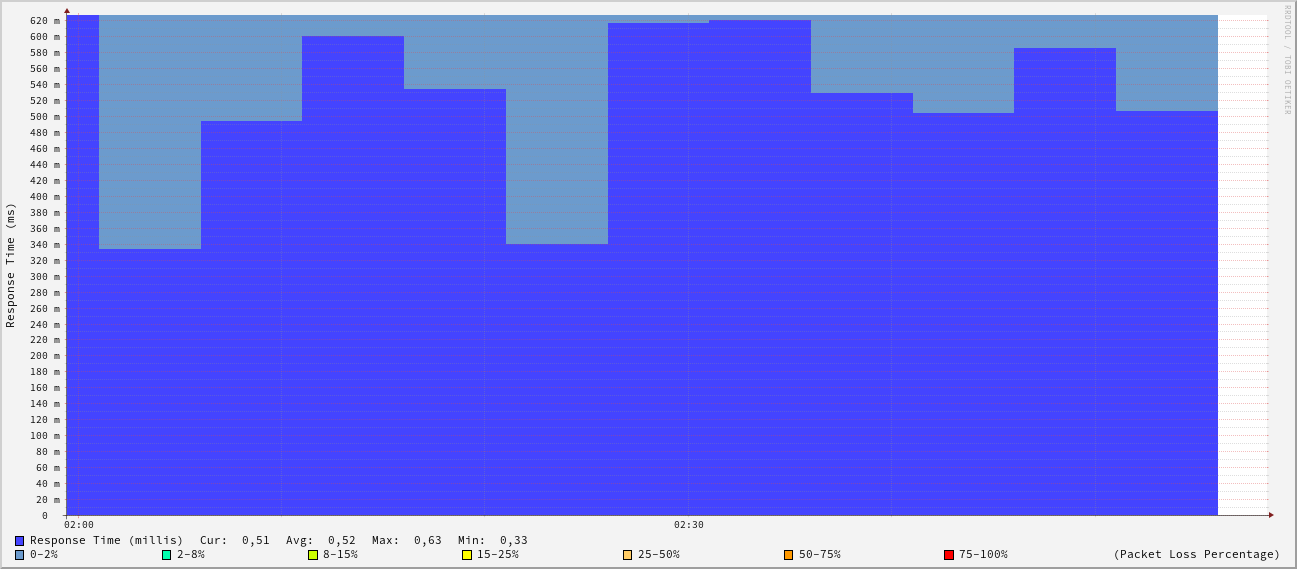 RRDTOOL / TOBI OETIKER
Response Time (ms)
620 m
600 m
580 m
560 m
540 m
520 m
500 m
480 m
460 m
440 m
420 m
400 m
380 m
360 m
340 m
320 m
300 m
280 m
260 m
240 m
220 m
200 m
180 m
160 m
140 m
120 m
100 m
80 m
60 m
40 m
20 m
0
02:00 02:30
Response Time (millis) Cur: 0,51 Avg: 0,52 Max: 0,63 Min: 0,33
0-2% 2-8% 8-15% 15-25% 25-50% 50-75% 75-100% (Packet Loss Percentage)